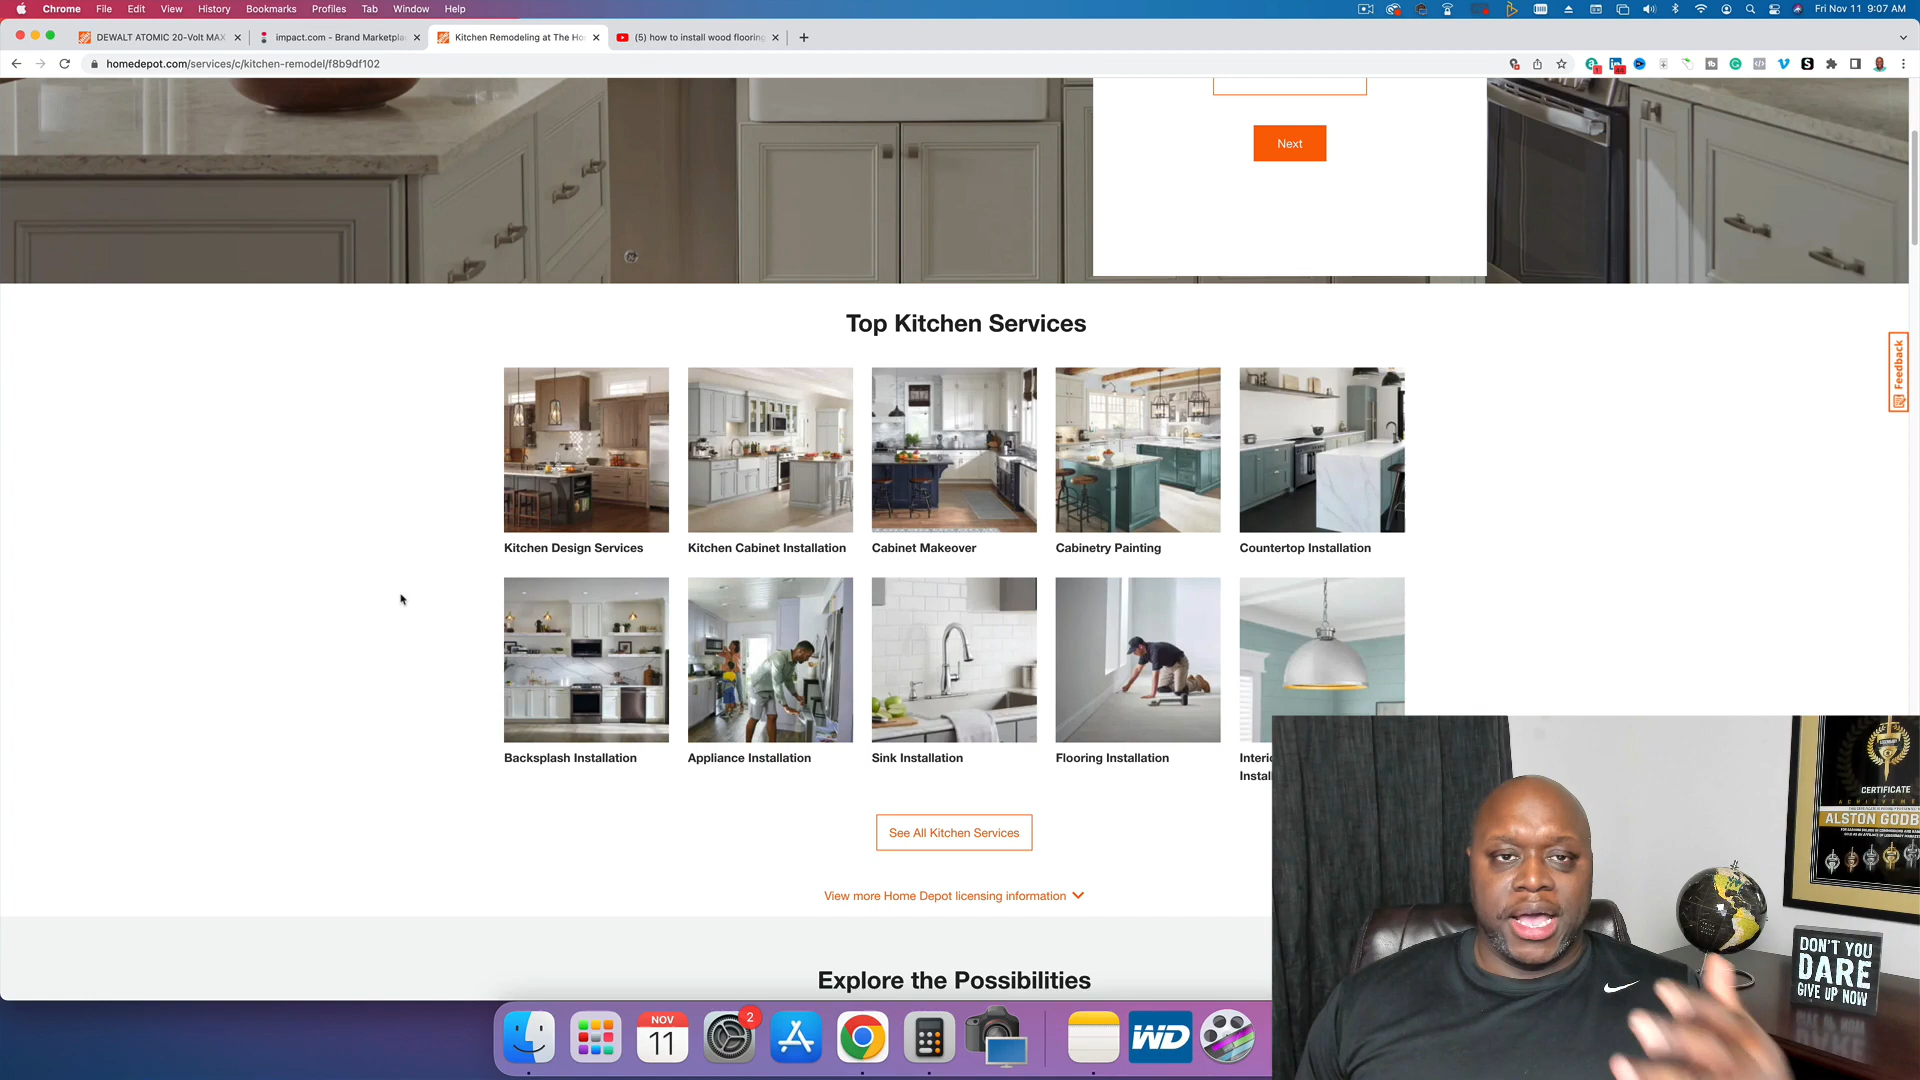 Chrome File Edit View History Bookmarks Profiles Tab Window Help
Fri Nov 11 9:07 AM
DEWALT ATOMIC 20-Volt MAX
impact.com - Brand Marketpla
Kitchen Remodeling at The Ho
(5) how to install wood flooring
homedepot.com/services/c/kitchen-remodel/f8b9df102
Next
Top Kitchen Services
Feedback
Kitchen Design Services
Kitchen Cabinet Installation
Cabinet Makeover
Cabinetry Painting
Countertop Installation
Backsplash Installation
Appliance Installation
Sink Installation
Flooring Installation
Interio
Instal
See All Kitchen Services
View more Home Depot licensing information
Explore the Possibilities
CERTIFICATE
ALSTON GODB
DON'T YOU
DARE
GIVE UP NOW
NOV
11
2
WD